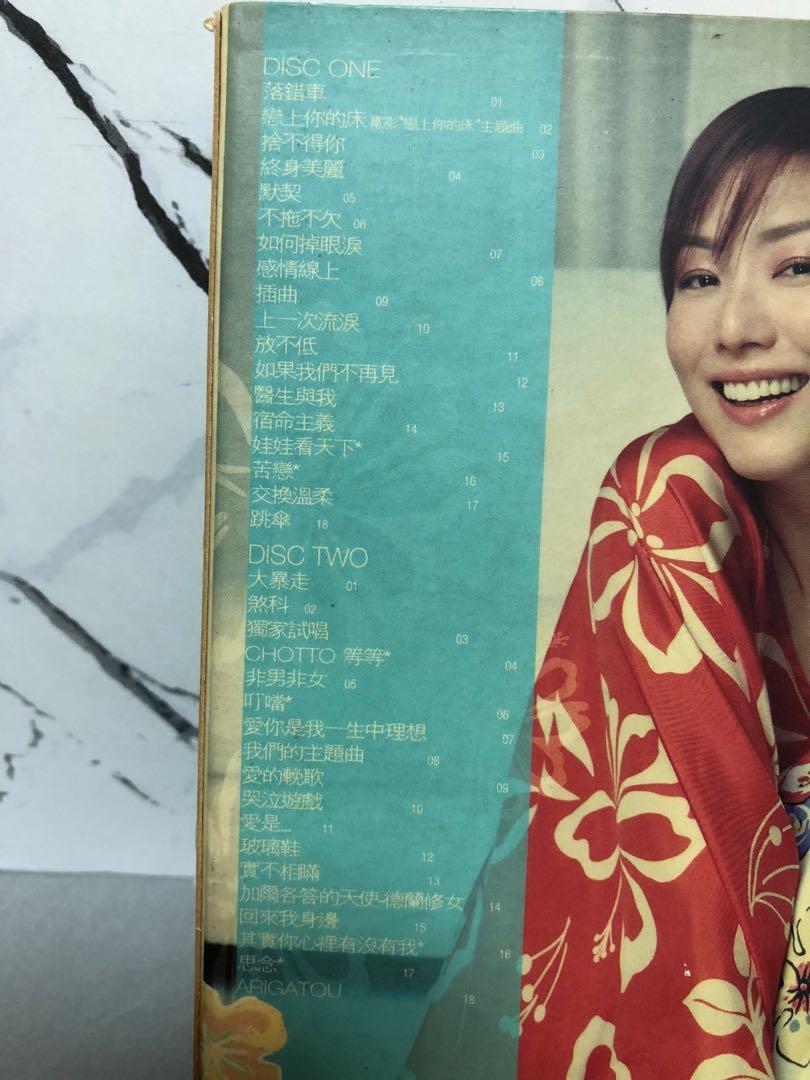 DISC ONE
落錯車 01
戀上你的床 電影"戀上你的床"主題曲 02
捨不得你 03
終身美麗 04
默契 05
不拖不欠 06
如何掉眼淚 07
感情線上 08
插曲 09
上一次流淚 10
放不低 11
如果我們不再見 12
醫生與我 13
宿命主義 14
娃娃看天下* 15
苦戀* 16
交換溫柔 17
跳傘 18
DISC TWO
大暴走 01
煞科 02
獨家試唱 03
CHOTTO 等等* 04
非男非女 05
叮噹* 06
愛你是我一生中理想 07
我們的主題曲 08
愛的輓歌 09
哭泣遊戲 10
愛是... 11
玻璃鞋 12
實不相瞞 13
加爾各答的天使-德蘭修女 14
回來我身邊 15
其實你心裡有沒有我* 16
思念* 17
ARIGATOU 18